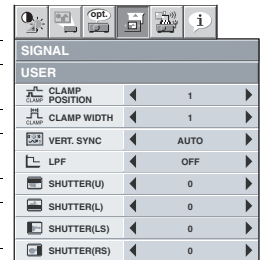 opt.
i
SIGNAL
USER
CLAMP CLAMP POSITION 1
CLAMP CLAMP WIDTH 1
VERT. SYNC AUTO
LPF OFF
SHUTTER(U) 0
SHUTTER(L) 0
SHUTTER(LS) 0
SHUTTER(RS) 0